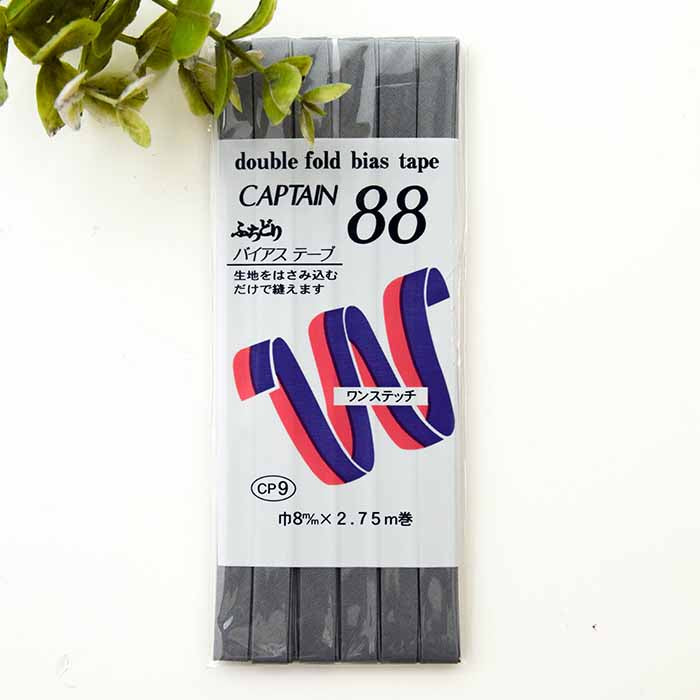 double fold bias tape
CAPTAIN 88
ふちどり
バイアス テープ
生地をはさみ込む
だけで縫えます
ワンステッチ
CP9
巾8m/m×2.75m巻